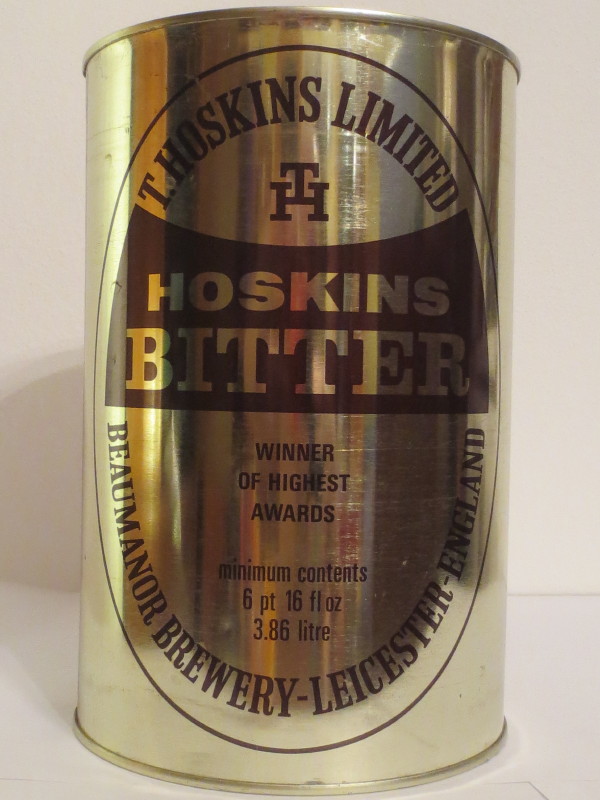 T. HOSKINS LIMITED
TH
HOSKINS
BITTER
WINNER
OF HIGHEST
AWARDS
minimum contents
6 pt 16 fl oz
3.86 litre
BEAUMANOR BREWERY-LEICESTER-ENGLAND